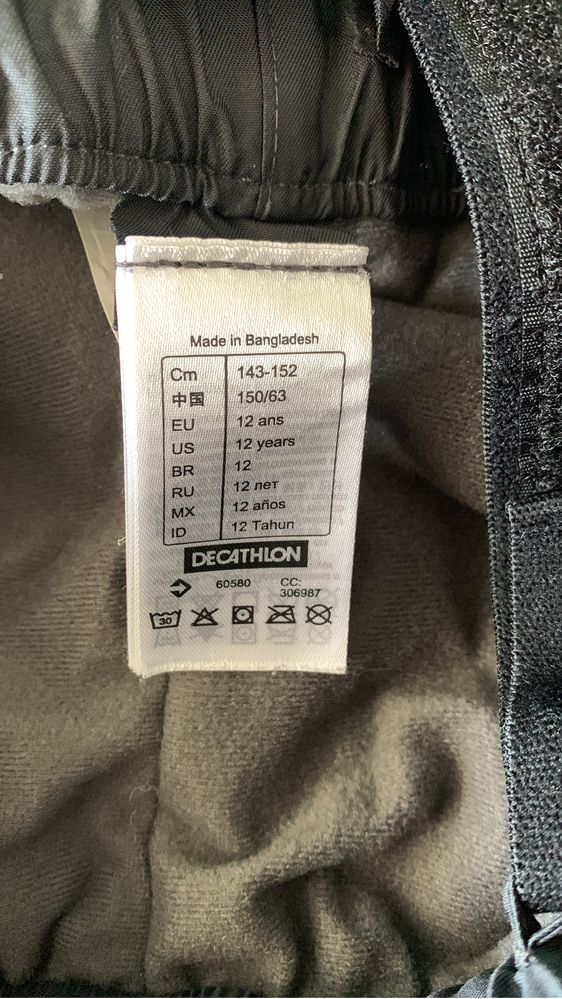 Made in Bangladesh
Cm 143-152
中国 150/63
EU 12 ans
US 12 years
BR 12
RU 12 лет
MX 12 años
ID 12 Tahun
DECATHLON
60580 CC:
306987
30